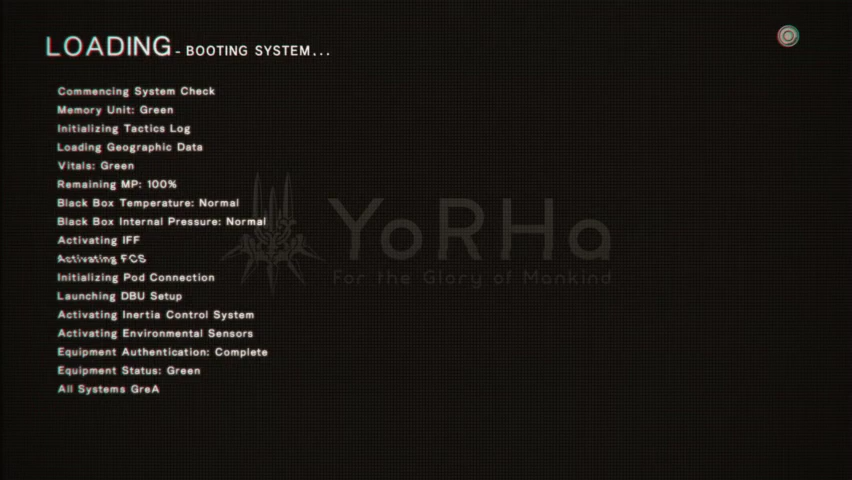 LOADING - BOOTING SYSTEM...
Commencing System Check
Memory Unit: Green
Initializing Tactics Log
Loading Geographic Data
Vitals: Green
Remaining MP: 100%
Black Box Temperature: Normal
Black Box Internal Pressure: Normal
Activating IFF
Activating FCS
Initializing Pod Connection
Launching DBU Setup
Activating Inertia Control System
Activating Environmental Sensors
Equipment Authentication: Complete
Equipment Status: Green
All Systems GreA
YoRHa
For the Glory of Mankind